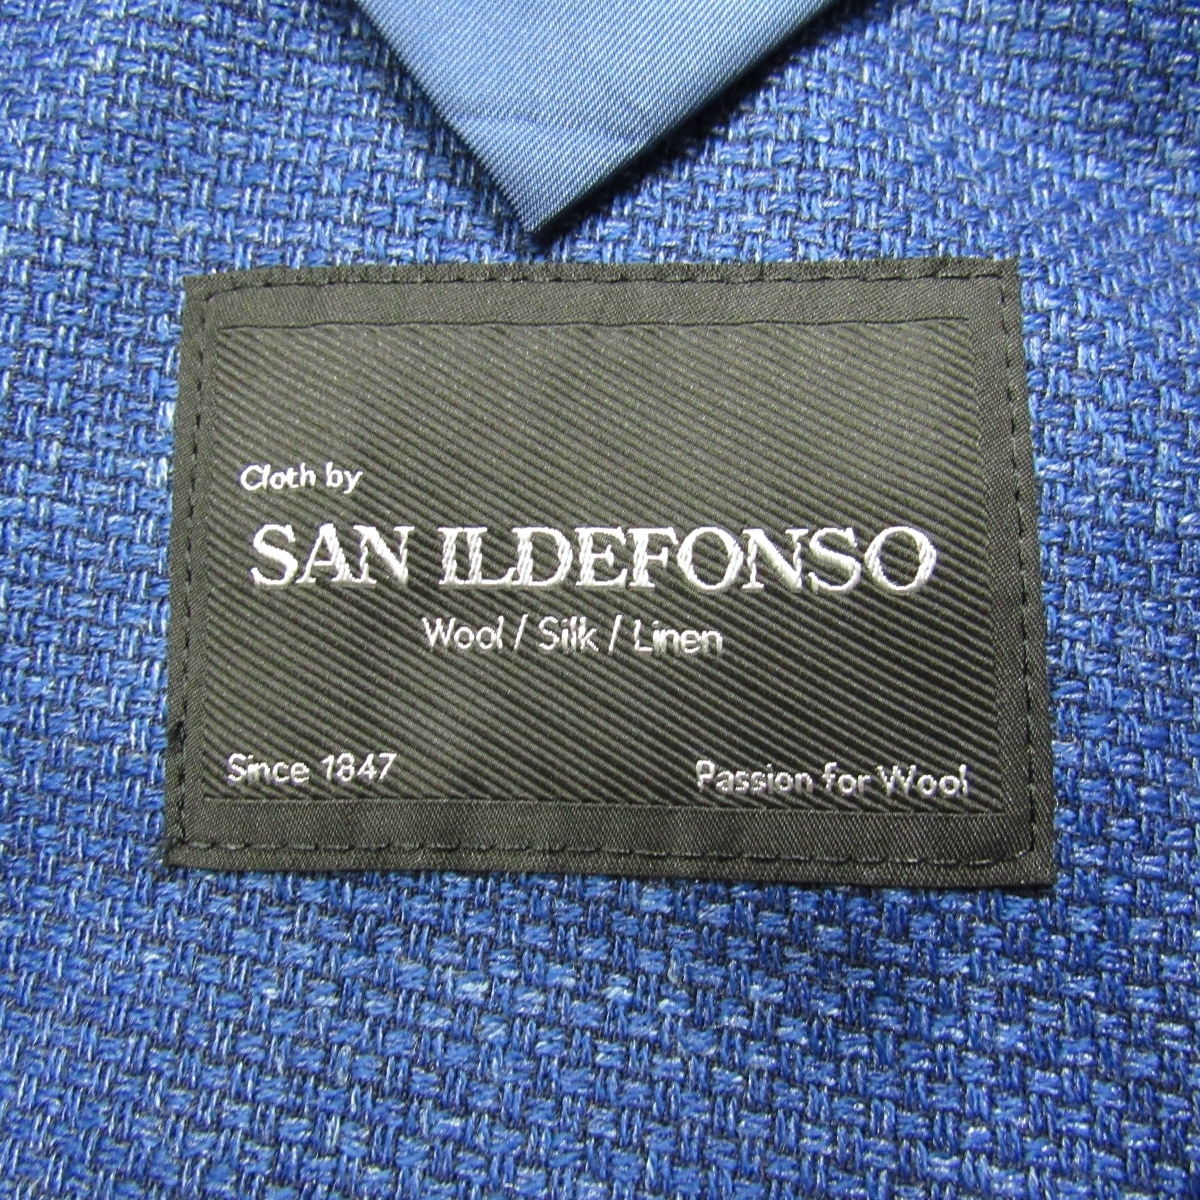 Cloth by
SAN ILDEFONSO
Wool / Silk / Linen
Since 1847
Passion for Wool